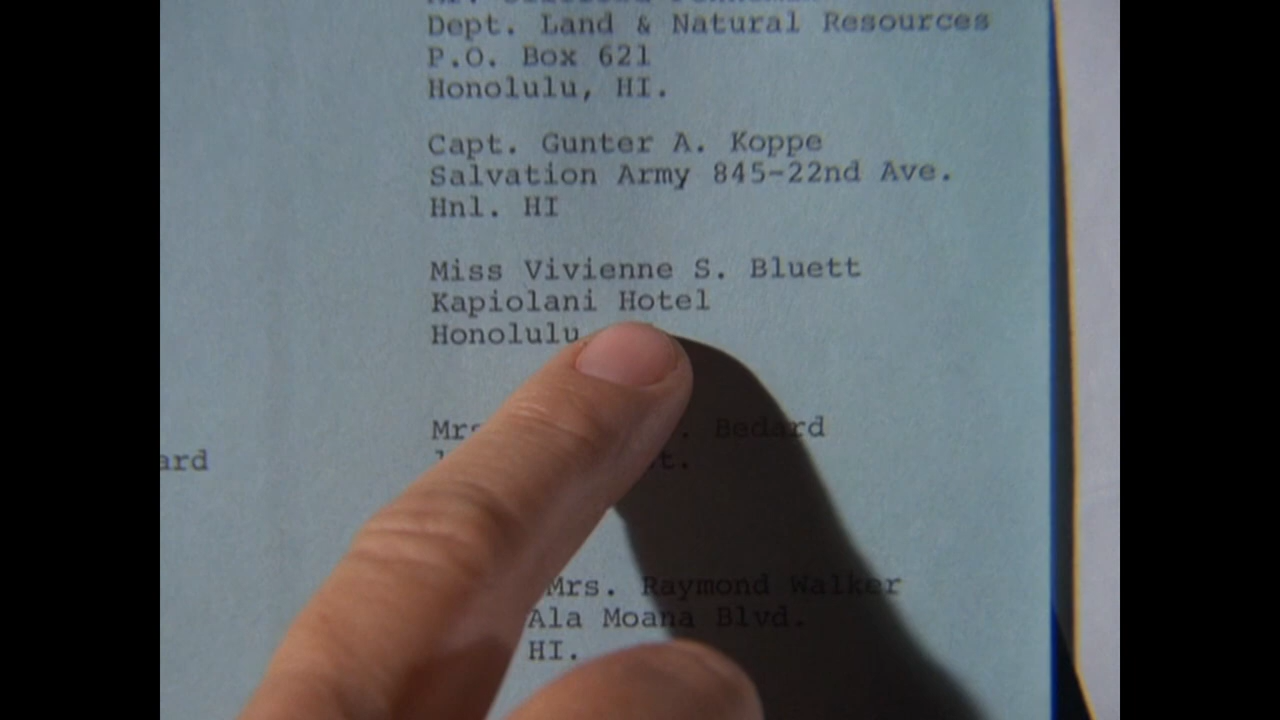 Dept. Land & Natural Resources
P.O. Box 621
Honolulu, HI.
Capt. Gunter A. Koppe
Salvation Army 845-22nd Ave.
Hnl. HI
Miss Vivienne S. Bluett
Kapiolani Hotel
Honolulu
Bedard
Mrs. Raymond Walker
Ala Moana Blvd.
HI.